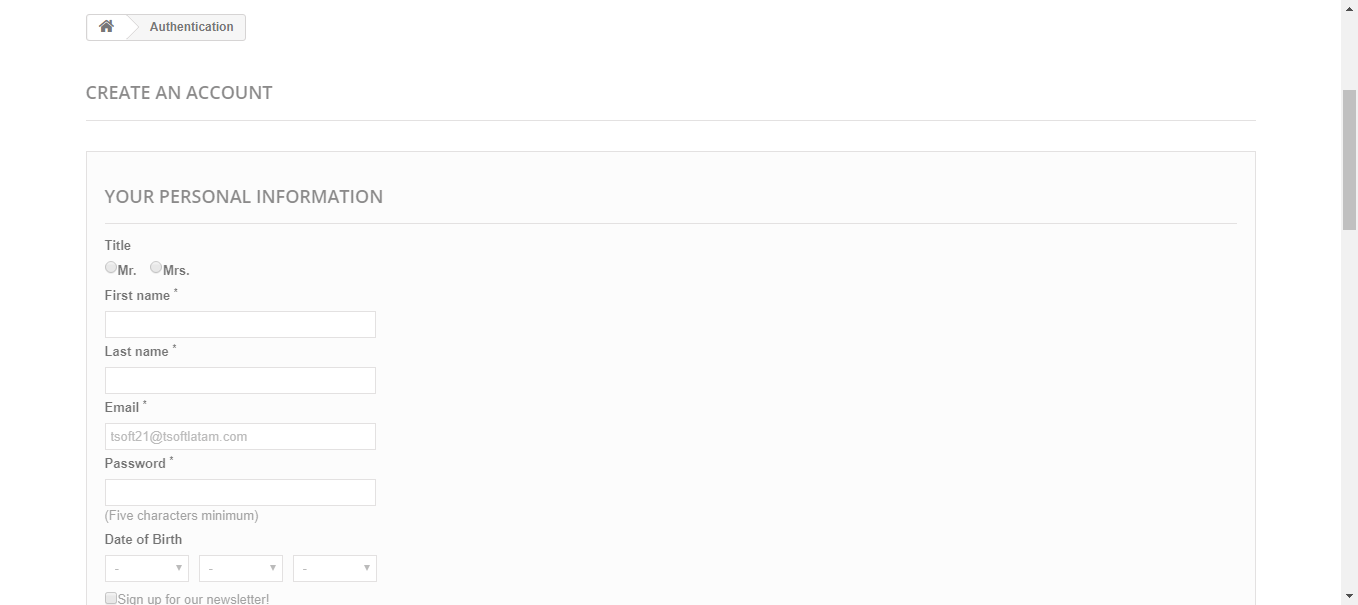 Authentication
CREATE AN ACCOUNT
YOUR PERSONAL INFORMATION
Title
Mr. Mrs.
First name *
Last name *
Email *
tsoft21@tsoftlatam.com
Password *
(Five characters minimum)
Date of Birth
- - -
Sign up for our newsletter!